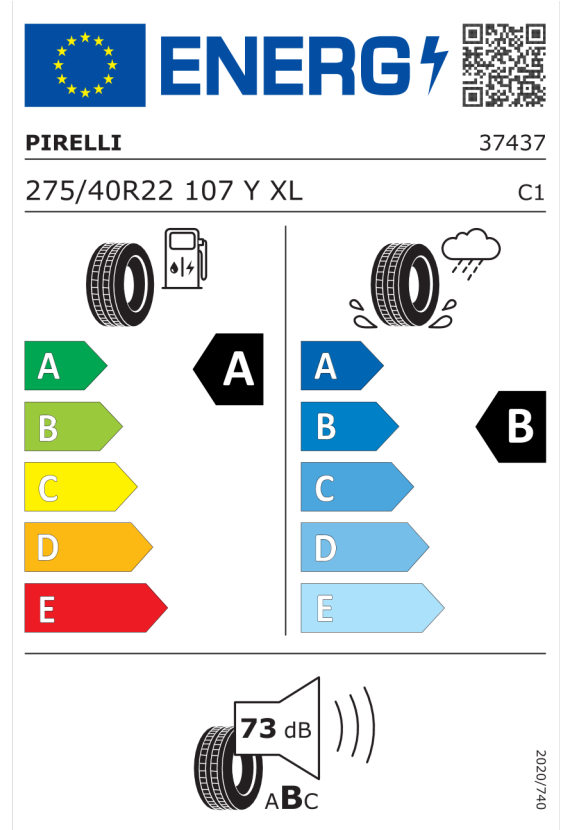 ENERG
PIRELLI 37437
275/40R22 107 Y XL C1
A A A
B B B
C C
D D
E E
73 dB
ABC
2020/740